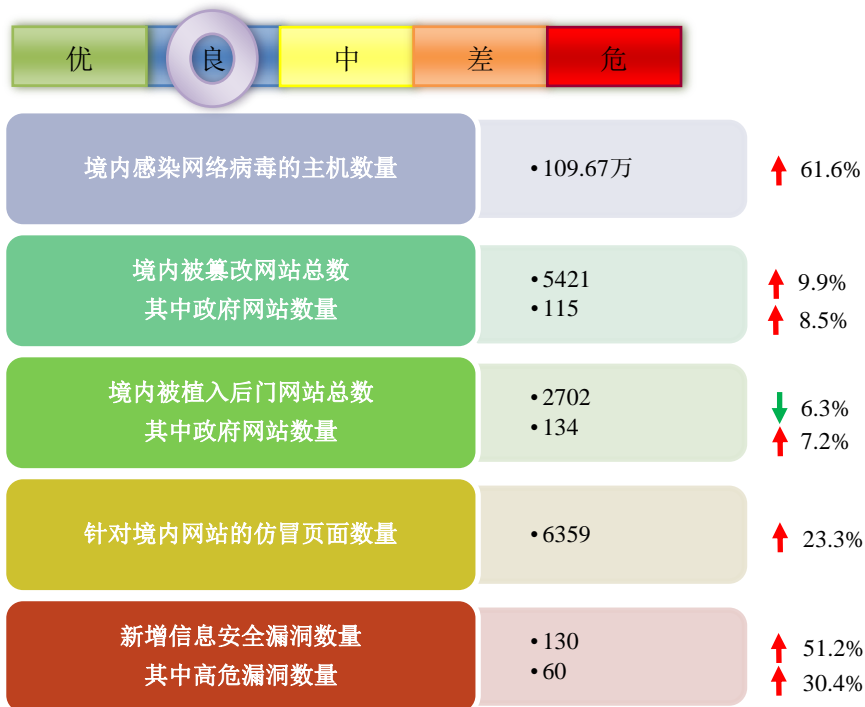 优 良 中 差 危
境内感染网络病毒的主机数量 •109.67万 61.6%
境内被篡改网站总数 •5421 9.9%
其中政府网站数量 •115 8.5%
境内被植入后门网站总数 •2702 6.3%
其中政府网站数量 •134 7.2%
针对境内网站的仿冒页面数量 •6359 23.3%
新增信息安全漏洞数量 •130 51.2%
其中高危漏洞数量 •60 30.4%